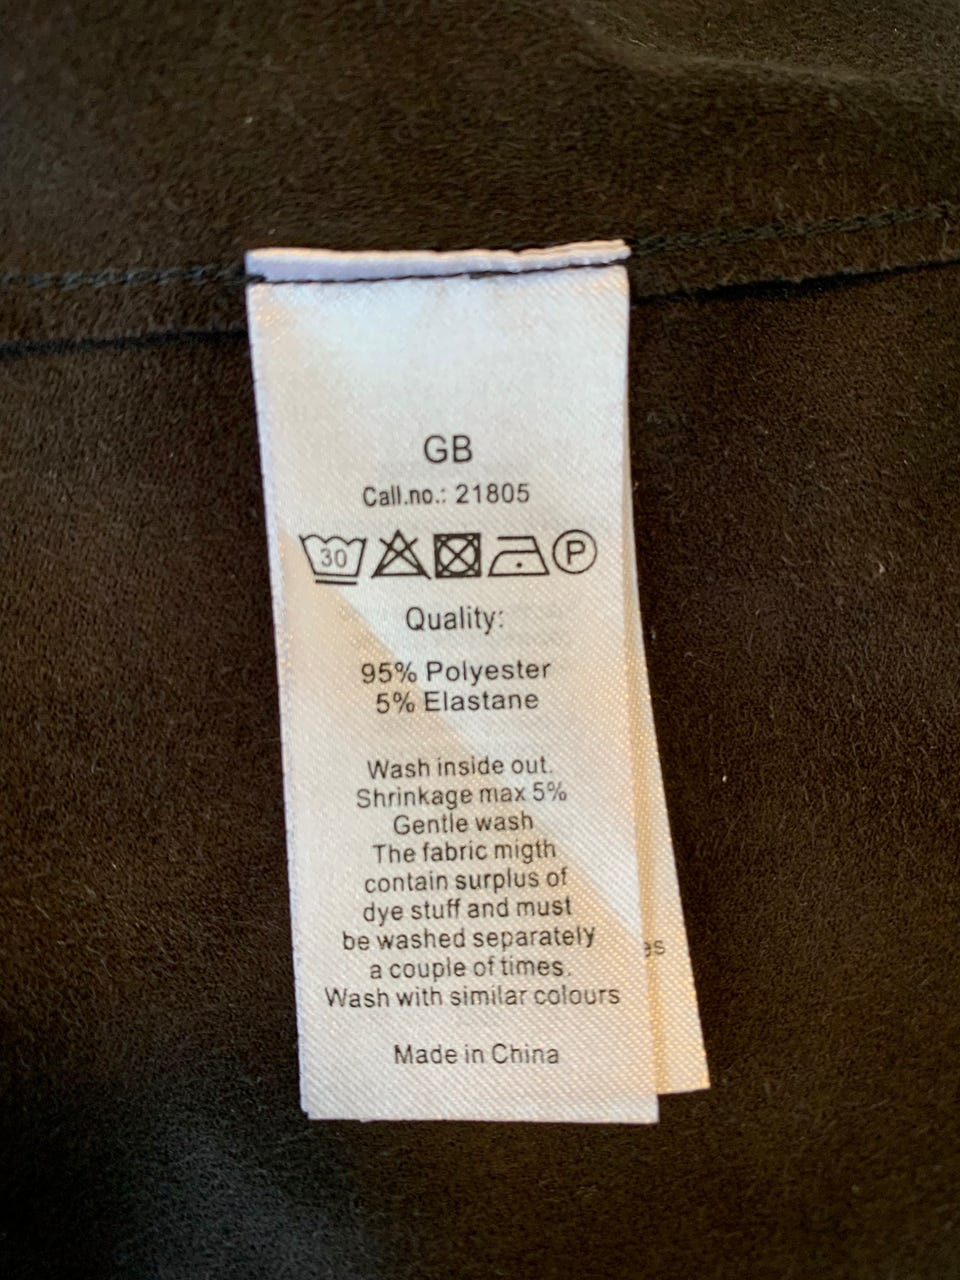 GB
Call.no.: 21805
30 P
Quality:
95% Polyester
5% Elastane
Wash inside out.
Shrinkage max 5%
Gentle wash
The fabric migth
contain surplus of
dye stuff and must
be washed separately
a couple of times.
Wash with similar colours
Made in China